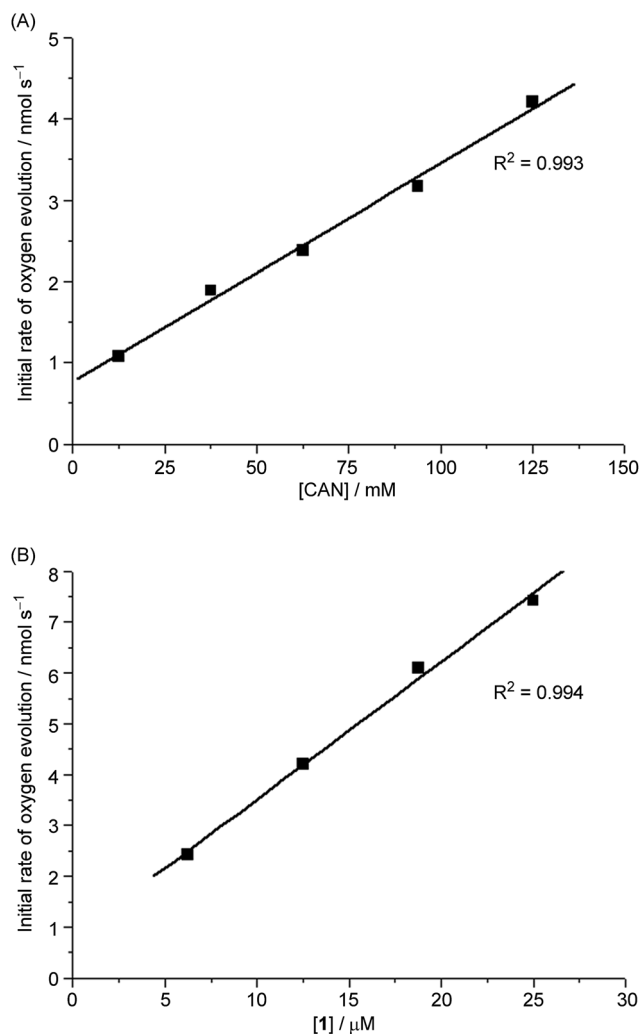 (A)
Initial rate of oxygen evolution / nmol s⁻¹
5
4
3
2
1
0
R² = 0.993
0 25 50 75 100 125 150
[CAN] / mM
(B)
Initial rate of oxygen evolution / nmol s⁻¹
8
7
6
5
4
3
2
1
0
R² = 0.994
0 5 10 15 20 25 30
[1] / μM